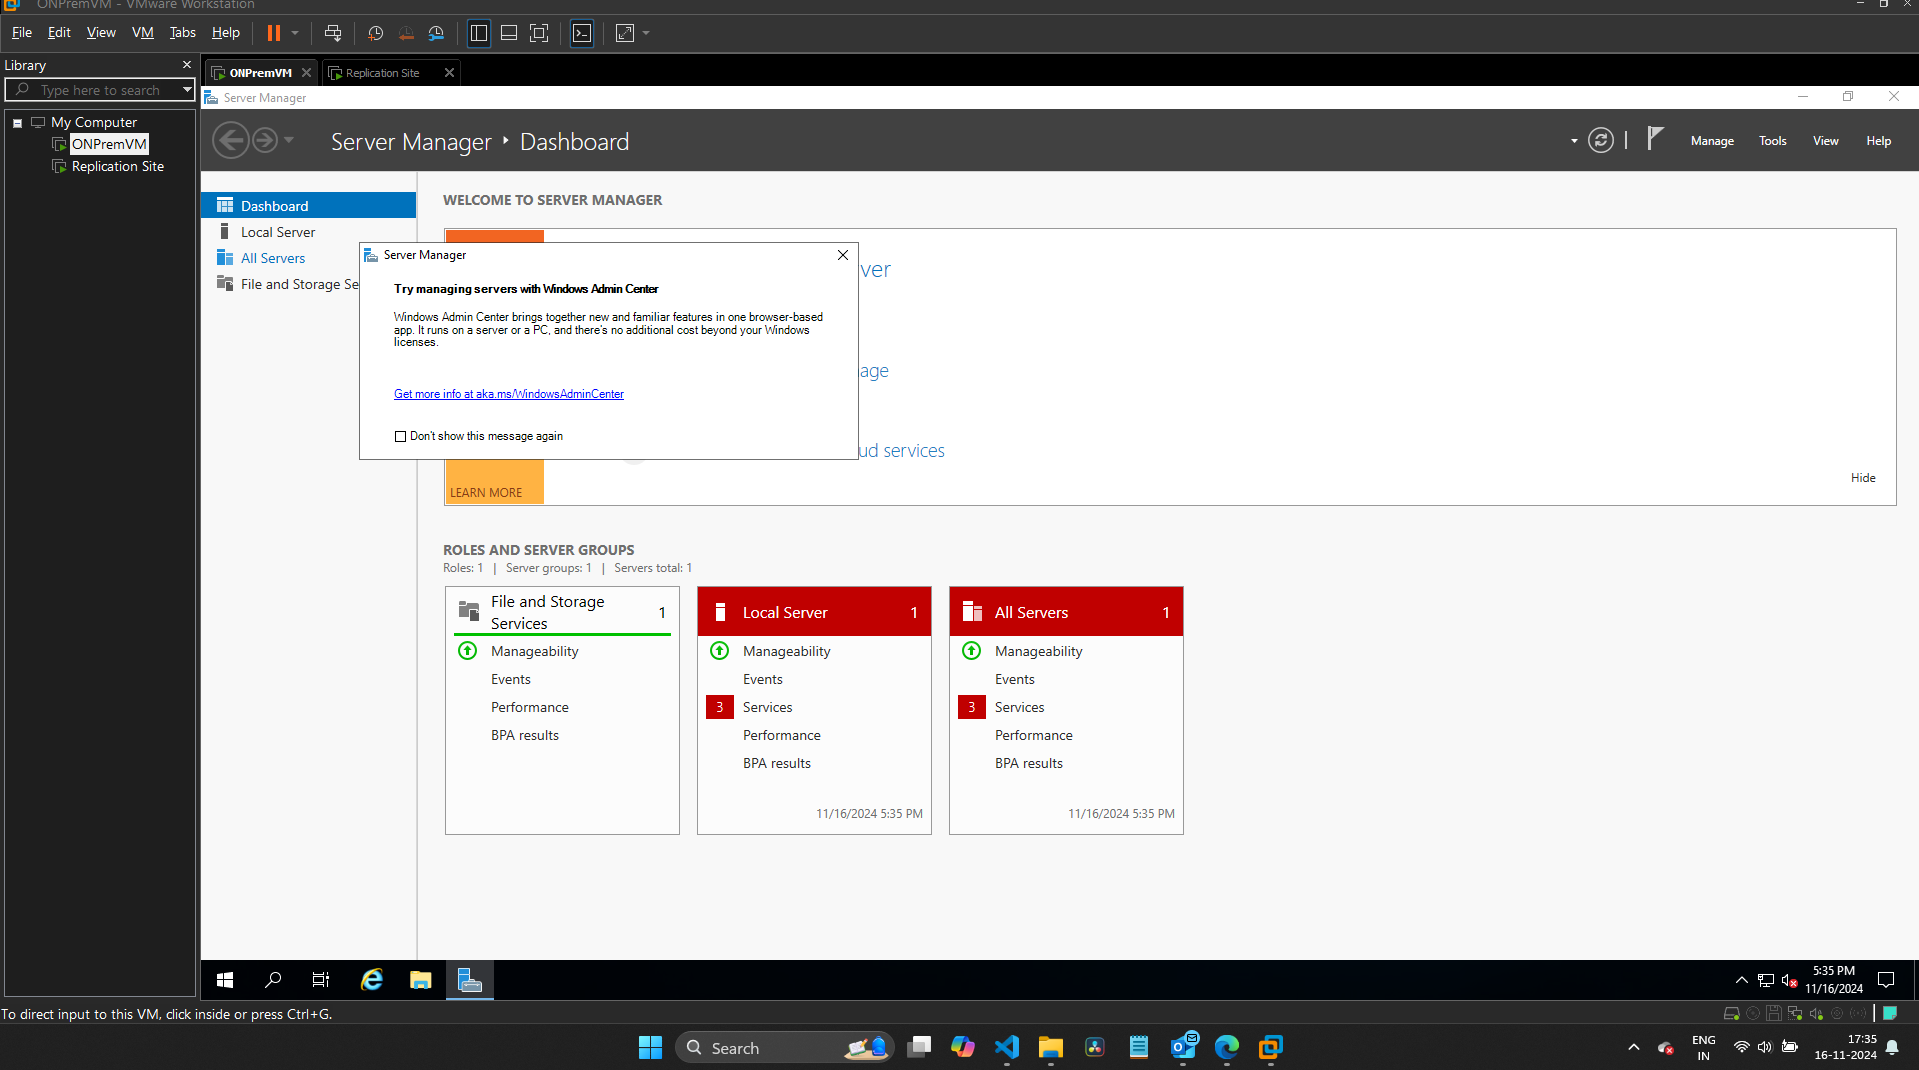 ONPremVM - VMware Workstation
File Edit View VM Tabs Help
Library
Type here to search
My Computer
ONPremVM
Replication Site
ONPremVM
Replication Site
Server Manager
Server Manager ‣ Dashboard
Manage Tools View Help
Dashboard
Local Server
All Servers
File and Storage Se
WELCOME TO SERVER MANAGER
ver
age
ud services
LEARN MORE
Hide
Server Manager
Try managing servers with Windows Admin Center
Windows Admin Center brings together new and familiar features in one browser-based
app. It runs on a server or a PC, and there's no additional cost beyond your Windows
licenses.
Get more info at aka.ms/WindowsAdminCenter
Don't show this message again
ROLES AND SERVER GROUPS
Roles: 1 | Server groups: 1 | Servers total: 1
File and Storage
Services
1
Manageability
Events
Performance
BPA results
Local Server 1
Manageability
Events
3 Services
Performance
BPA results
11/16/2024 5:35 PM
All Servers 1
Manageability
Events
3 Services
Performance
BPA results
11/16/2024 5:35 PM
5:35 PM
11/16/2024
To direct input to this VM, click inside or press Ctrl+G.
Search
ENG
IN
17:35
16-11-2024